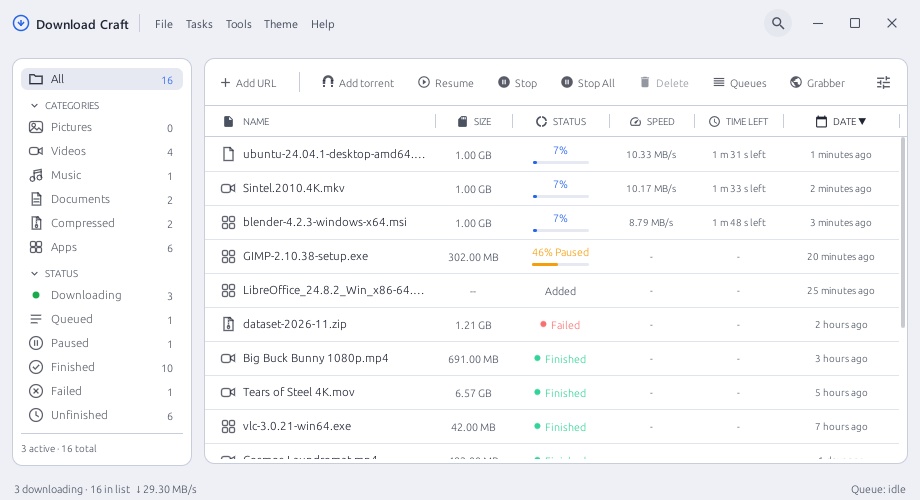 Download Craft File Tasks Tools Theme Help
All 16
CATEGORIES
Pictures 0
Videos 4
Music 1
Documents 2
Compressed 2
Apps 6
STATUS
Downloading 3
Queued 1
Paused 1
Finished 10
Failed 1
Unfinished 6
3 active · 16 total
Add URL Add torrent Resume Stop Stop All Delete Queues Grabber
NAME SIZE STATUS SPEED TIME LEFT DATE ▼
ubuntu-24.04.1-desktop-amd64.... 1.00 GB 7% 10.33 MB/s 1 m 31 s left 1 minutes ago
Sintel.2010.4K.mkv 1.00 GB 7% 10.17 MB/s 1 m 33 s left 2 minutes ago
blender-4.2.3-windows-x64.msi 1.00 GB 7% 8.79 MB/s 1 m 48 s left 3 minutes ago
GIMP-2.10.38-setup.exe 302.00 MB 46% Paused - - 20 minutes ago
LibreOffice_24.8.2_Win_x86-64.... -- Added - - 25 minutes ago
dataset-2026-11.zip 1.21 GB Failed - - 2 hours ago
Big Buck Bunny 1080p.mp4 691.00 MB Finished - - 3 hours ago
Tears of Steel 4K.mov 6.57 GB Finished - - 5 hours ago
vlc-3.0.21-win64.exe 42.00 MB Finished - - 7 hours ago
3 downloading · 16 in list ↓ 29.30 MB/s Queue: idle